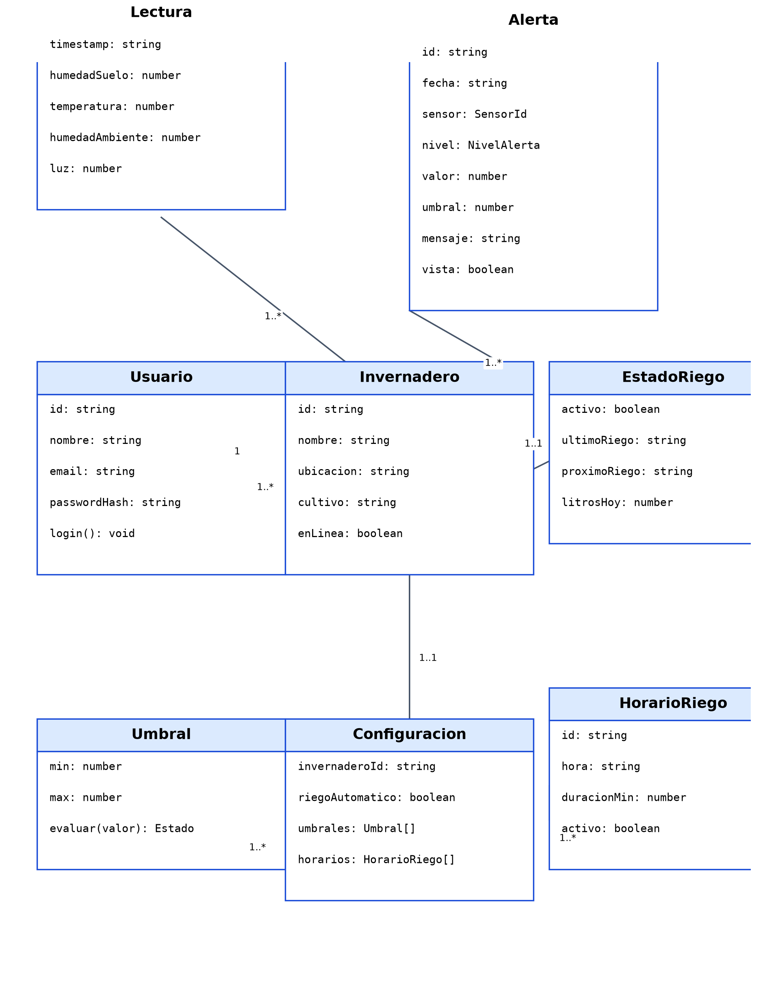 Lectura
timestamp: string
humedadSuelo: number
temperatura: number
humedadAmbiente: number
luz: number
Alerta
id: string
fecha: string
sensor: SensorId
nivel: NivelAlerta
valor: number
umbral: number
mensaje: string
vista: boolean
1..*
1..*
Usuario
id: string
nombre: string
email: string
passwordHash: string
login(): void
1
1..*
Invernadero
id: string
nombre: string
ubicacion: string
cultivo: string
enLinea: boolean
1..1
EstadoRiego
activo: boolean
ultimoRiego: string
proximoRiego: string
litrosHoy: number
1..1
Umbral
min: number
max: number
evaluar(valor): Estado
1..*
Configuracion
invernaderoId: string
riegoAutomatico: boolean
umbrales: Umbral[]
horarios: HorarioRiego[]
HorarioRiego
id: string
hora: string
duracionMin: number
activo: boolean
1..*